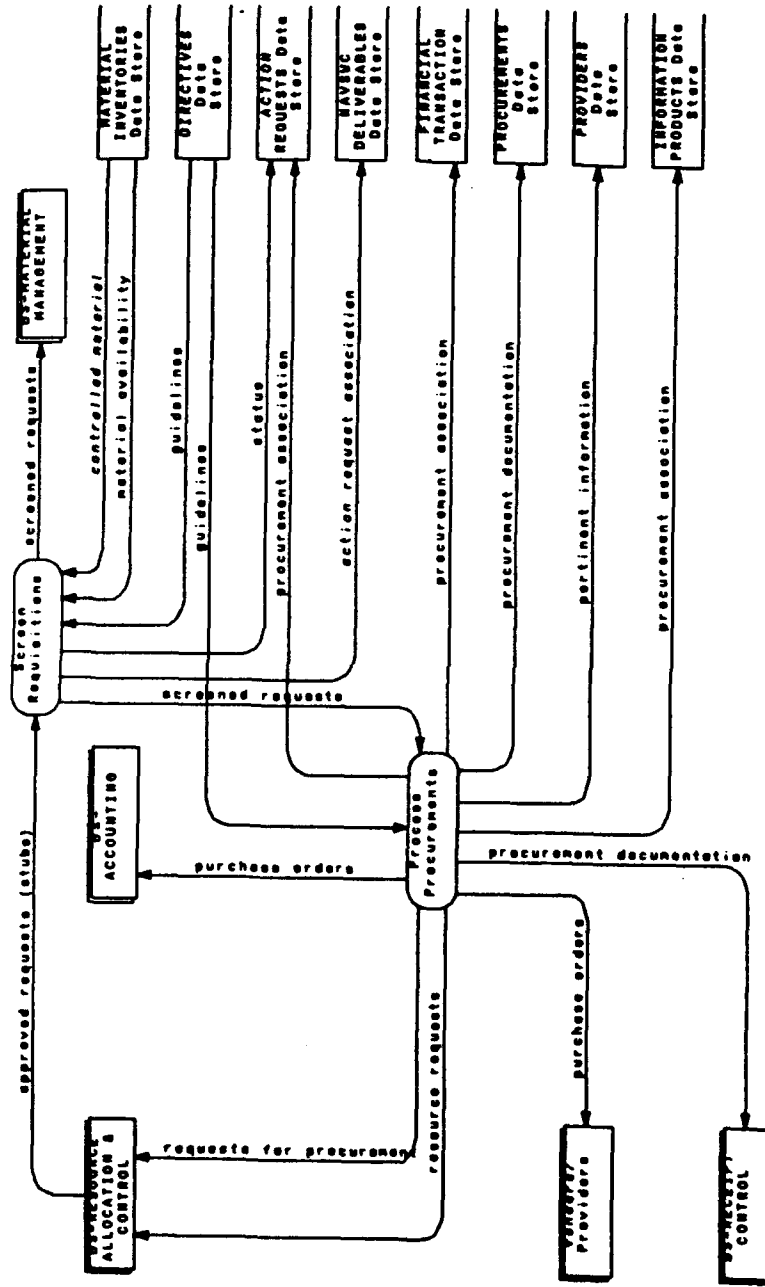 MATERIAL
INVENTORIES
Data Store
DIRECTIVES
Data
Store
ACTION
REQUESTS Data
Store
NAVSWC
DELIVERABLES
Data Store
FINANCIAL
TRANSACTION
Data Store
PROCUREMENTS
Data
Store
PROVIDERS
Data
Store
INFORMATION
PRODUCTS Data
Store
MANAGEMENT
screened requests
controlled material
material availability
guidelines
guidelines
status
procurement association
action request association
procurement association
procurement documentation
pertinent information
procurement association
Screen
Requisitions
screened requests
ACCOUNTING
purchase orders
Process
Procurements
procurement documentation
approved requests (stubs)
resource requests
purchase orders
requests for procurement
ALLOCATION &
CONTROL
Vendors/
Providers
CONTROL